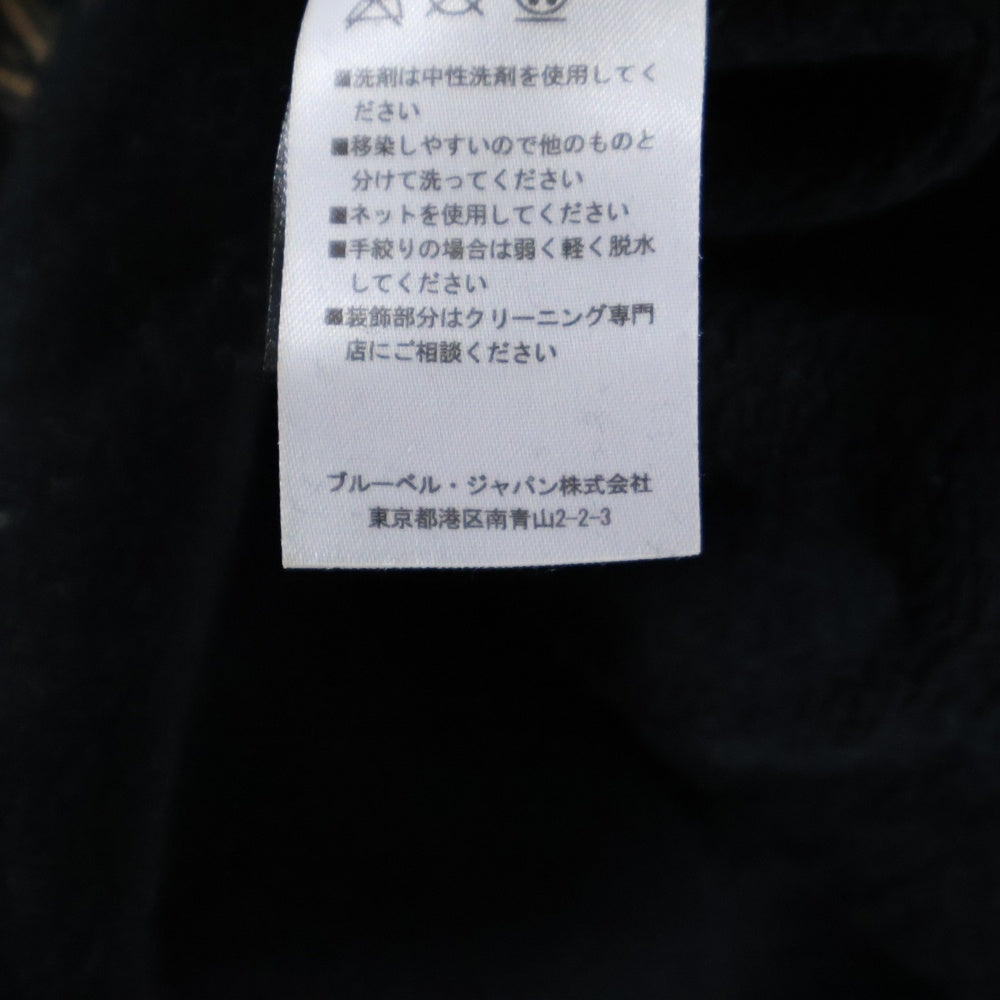 ■洗剤は中性洗剤を使用してく
ださい
■移染しやすいので他のものと
分けて洗ってください
■ネットを使用してください
■手絞りの場合は弱く軽く脱水
してください
■装飾部分はクリーニング専門
店にご相談ください
ブルーベル・ジャパン株式会社
東京都港区南青山2-2-3